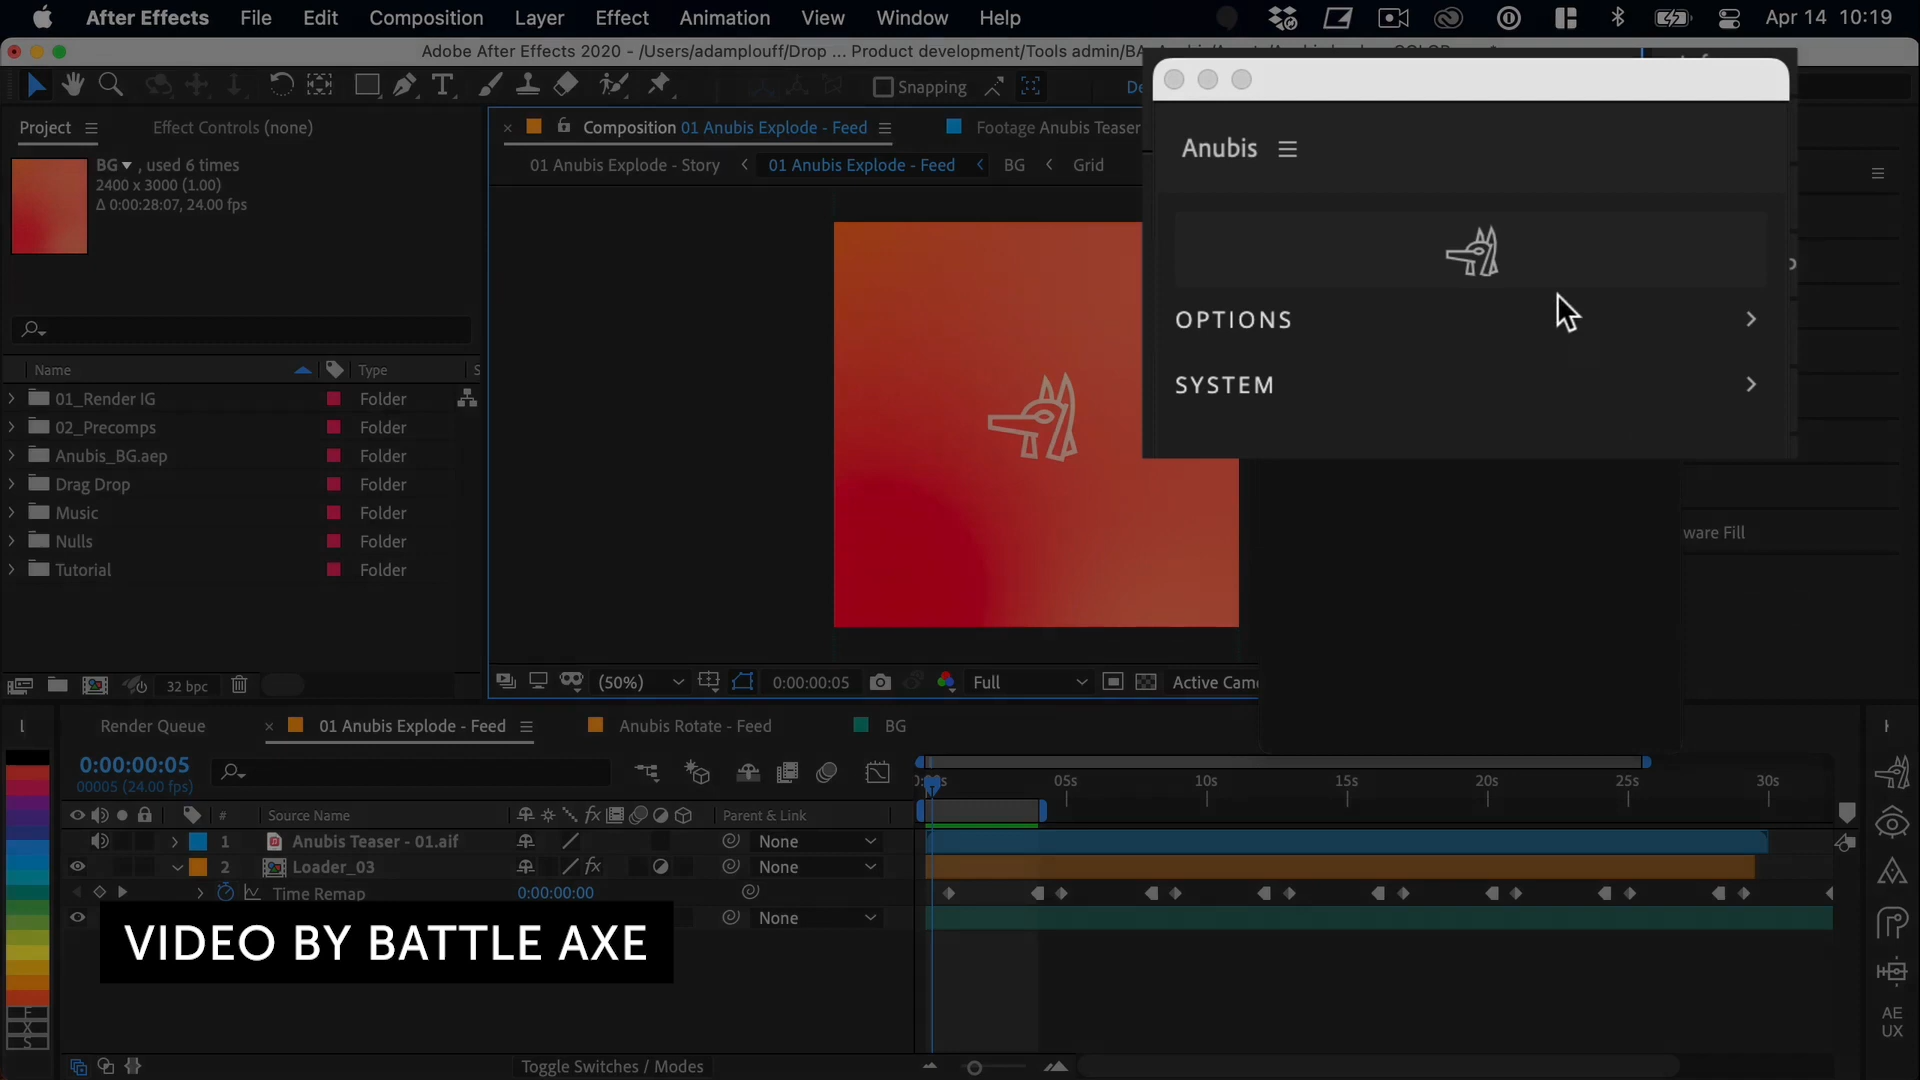 After Effects File Edit Composition Layer Effect Animation View Window Help Apr 14 10:19
Adobe After Effects 2020 - /Users/adamplouff/Drop ... Product development/Tools admin/BA
Snapping
De
Project
Effect Controls (none)
Composition 01 Anubis Explode - Feed
Footage Anubis Teaser
Anubis
BG , used 6 times
2400 x 3000 (1.00)
Δ 0:00:28:07, 24.00 fps
01 Anubis Explode - Story
01 Anubis Explode - Feed
BG
Grid
OPTIONS
SYSTEM
Name Type S
01_Render IG Folder
02_Precomps Folder
Anubis_BG.aep Folder
Drag Drop Folder
Music Folder
Nulls Folder
Tutorial Folder
ware Fill
32 bpc
(50%) 0:00:00:05 Full Active Came
Render Queue
01 Anubis Explode - Feed
Anubis Rotate - Feed
BG
0:00:00:05
00005 (24.00 fps)
05s 10s 15s 20s 25s 30s
# Source Name Parent & Link
1 Anubis Teaser - 01.aif None
2 Loader_03 fx None
Time Remap 0:00:00:00
None
VIDEO BY BATTLE AXE
F
X
S
AE
UX
Toggle Switches / Modes